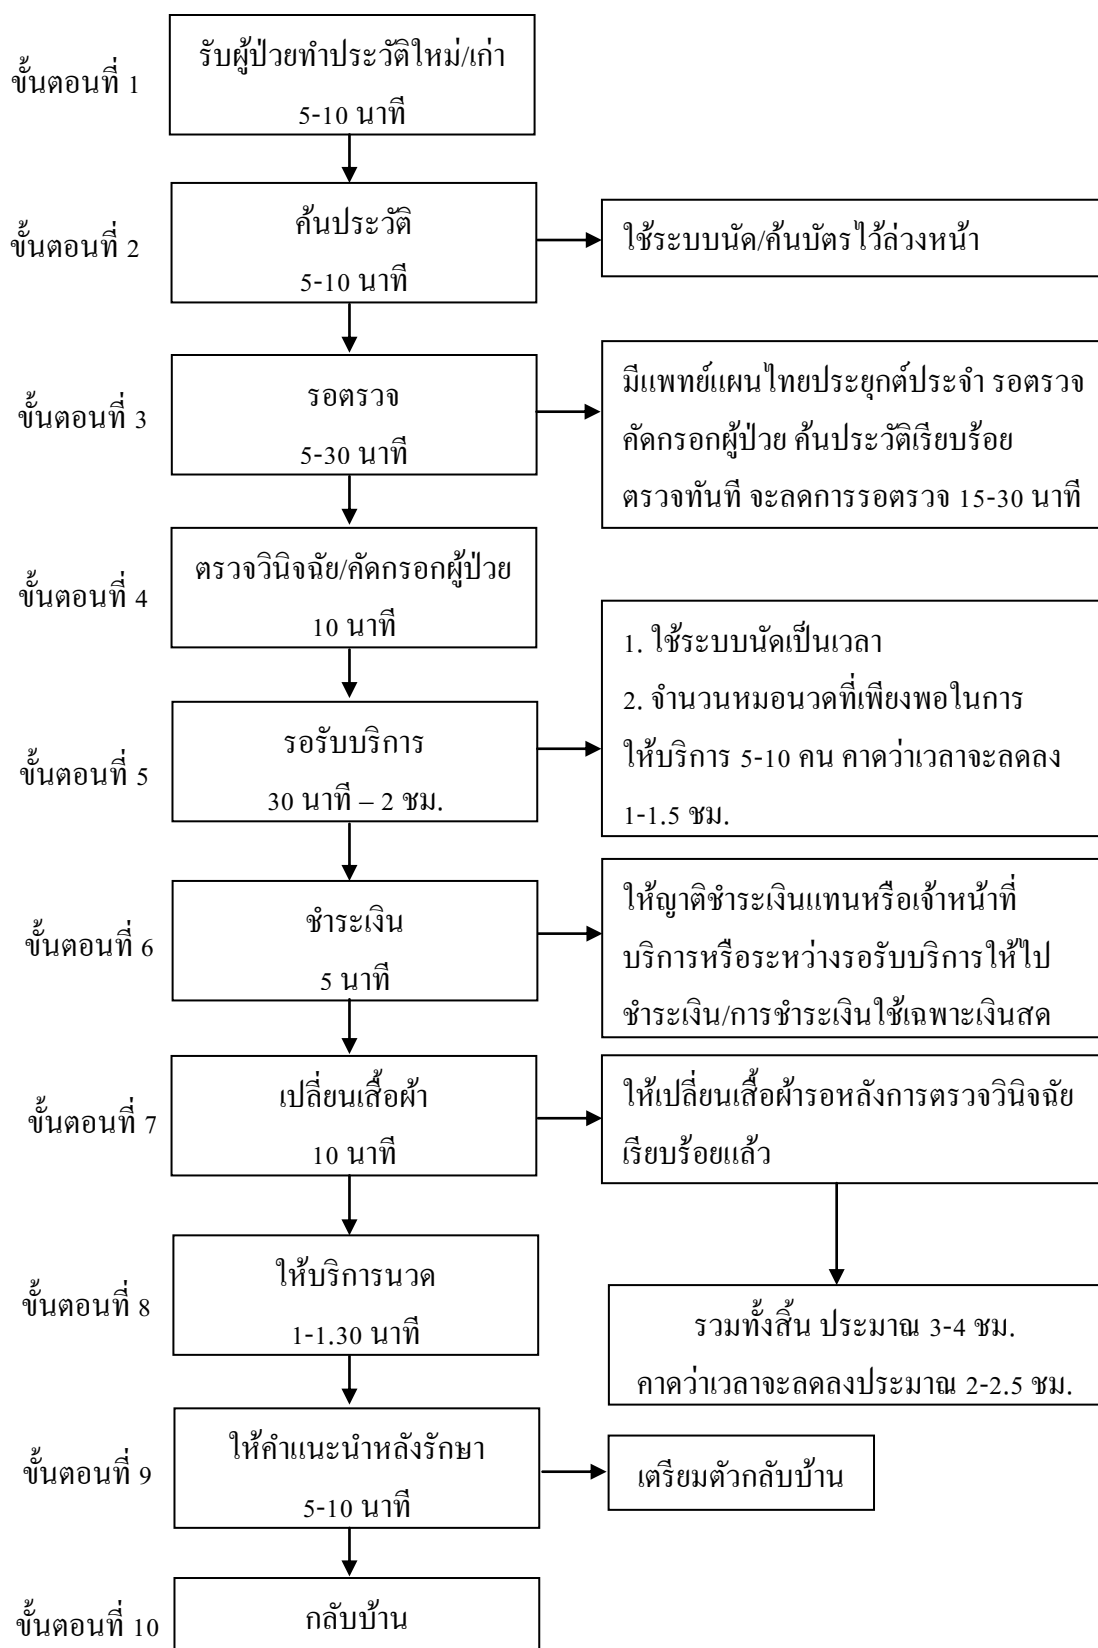 ขั้นตอนที่ 1
รับผู้ป่วยทำประวัติใหม่/เก่า
5-10 นาที
ขั้นตอนที่ 2
ค้นประวัติ
5-10 นาที
ใช้ระบบนัด/ค้นบัตรไว้ล่วงหน้า
ขั้นตอนที่ 3
รอตรวจ
5-30 นาที
มีแพทย์แผนไทยประยุกต์ประจำ รอตรวจ
คัดกรอกผู้ป่วย ค้นประวัติเรียบร้อย
ตรวจทันที จะลดการรอตรวจ 15-30 นาที
ขั้นตอนที่ 4
ตรวจวินิจฉัย/คัดกรอกผู้ป่วย
10 นาที
ขั้นตอนที่ 5
รอรับบริการ
30 นาที – 2 ชม.
1. ใช้ระบบนัดเป็นเวลา
2. จำนวนหมอนวดที่เพียงพอในการ
ให้บริการ 5-10 คน คาดว่าเวลาจะลดลง
1-1.5 ชม.
ขั้นตอนที่ 6
ชำระเงิน
5 นาที
ให้ญาติชำระเงินแทนหรือเจ้าหน้าที่
บริการหรือระหว่างรอรับบริการให้ไป
ชำระเงิน/การชำระเงินใช้เฉพาะเงินสด
ขั้นตอนที่ 7
เปลี่ยนเสื้อผ้า
10 นาที
ให้เปลี่ยนเสื้อผ้ารอหลังการตรวจวินิจฉัย
เรียบร้อยแล้ว
ขั้นตอนที่ 8
ให้บริการนวด
1-1.30 นาที
รวมทั้งสิ้น ประมาณ 3-4 ชม.
คาดว่าเวลาจะลดลงประมาณ 2-2.5 ชม.
ขั้นตอนที่ 9
ให้คำแนะนำหลังรักษา
5-10 นาที
เตรียมตัวกลับบ้าน
ขั้นตอนที่ 10
กลับบ้าน